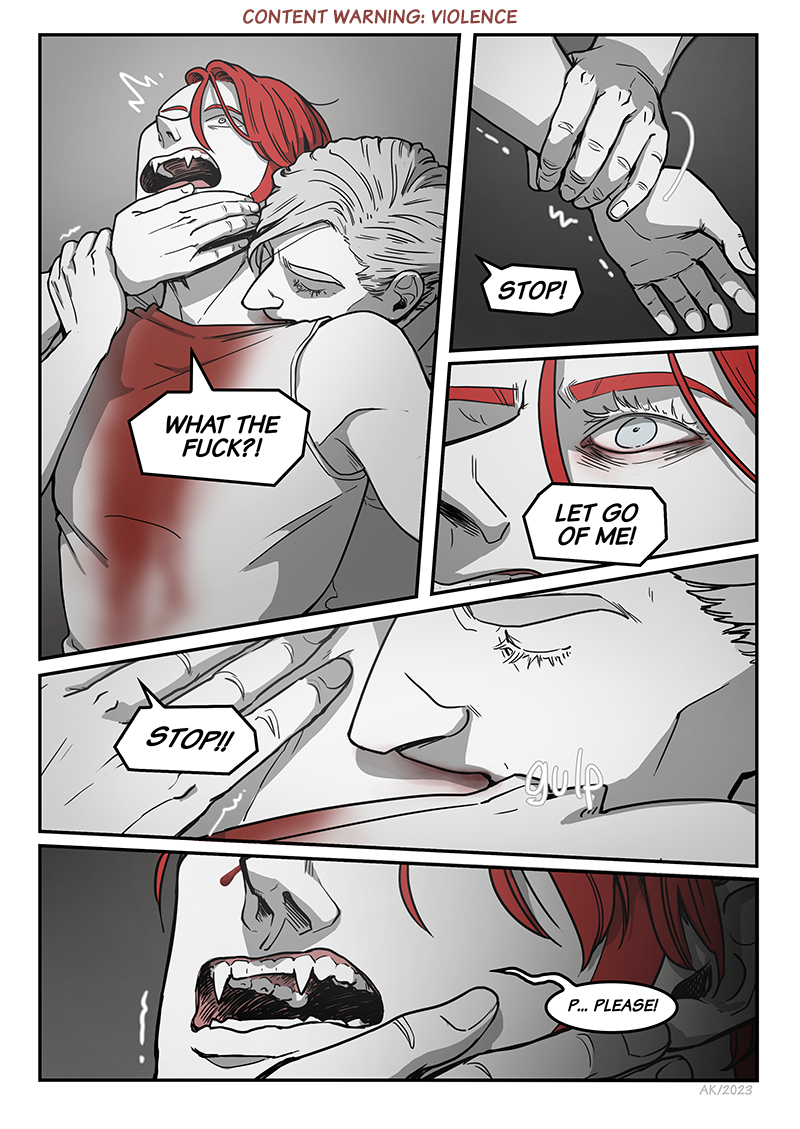 CONTENT WARNING: VIOLENCE
WHAT THE
FUCK?!
STOP!
LET GO
OF ME!
STOP!!
gulp
P... PLEASE!
AK/2023